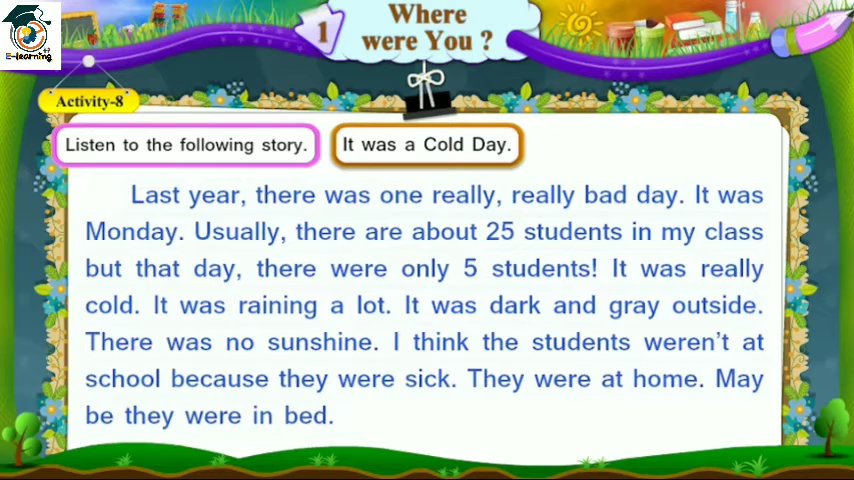 E-learning
1
Where
were You ?
Activity-8
Listen to the following story.
It was a Cold Day.
Last year, there was one really, really bad day. It was
Monday. Usually, there are about 25 students in my class
but that day, there were only 5 students! It was really
cold. It was raining a lot. It was dark and gray outside.
There was no sunshine. I think the students weren't at
school because they were sick. They were at home. May
be they were in bed.